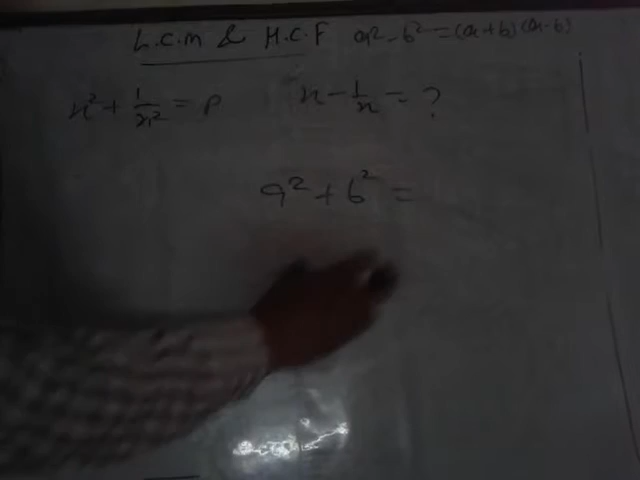 L.C.M & H.C.F a² - b² = (a+b)(a-b)
x² + 1/x² = P x - 1/x = ?
a² + b² =